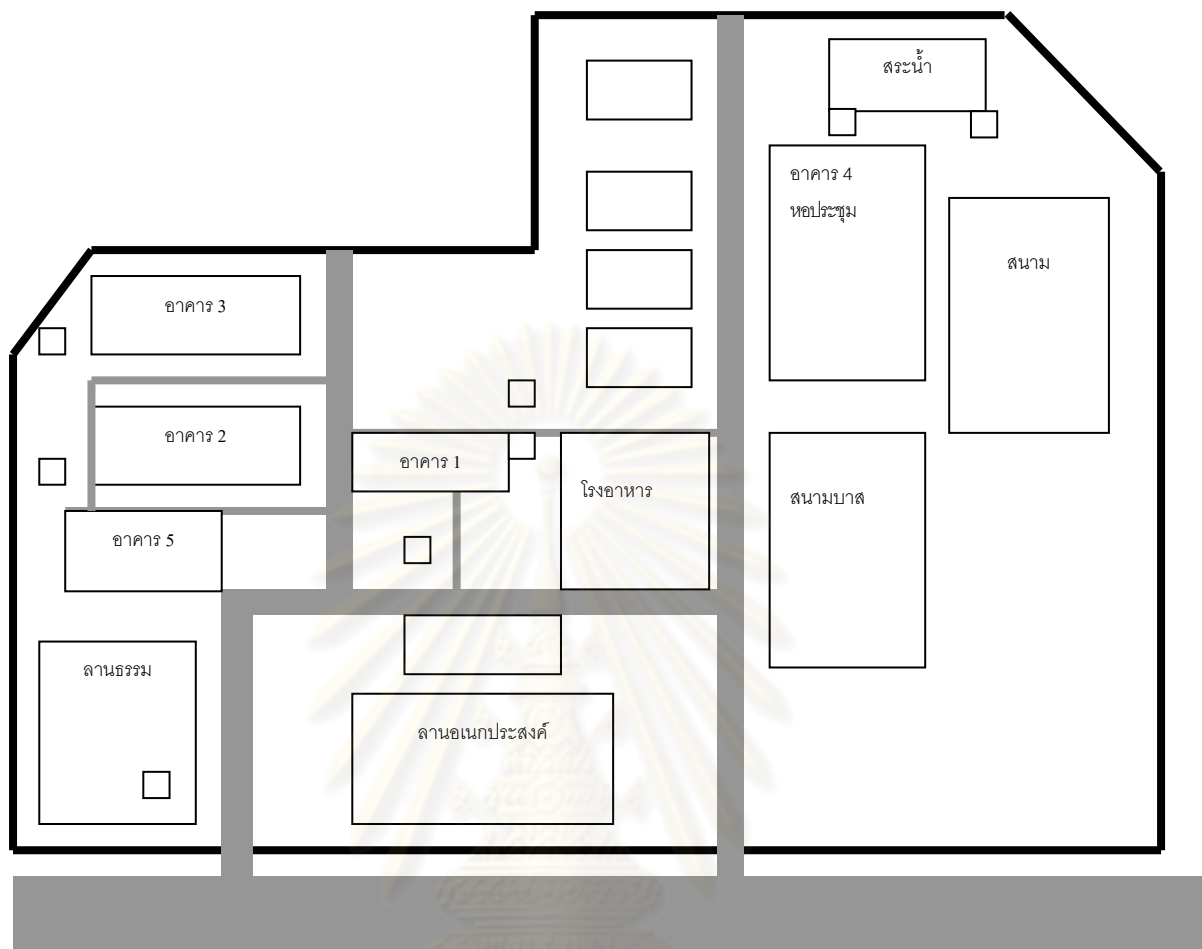 สระน้ำ
อาคาร 4
หอประชุม
สนาม
อาคาร 3
อาคาร 2
อาคาร 1
โรงอาหาร
สนามบาส
อาคาร 5
ลานธรรม
ลานอเนกประสงค์